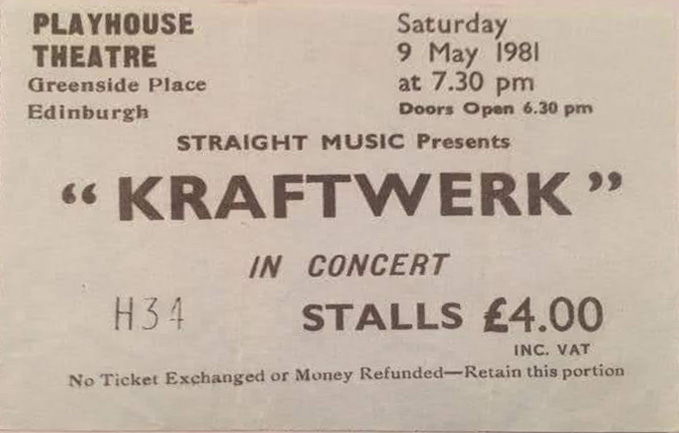 PLAYHOUSE
THEATRE
Greenside Place
Edinburgh
Saturday
9 May 1981
at 7.30 pm
Doors Open 6.30 pm
STRAIGHT MUSIC Presents
“ KRAFTWERK ”
IN CONCERT
H34 STALLS £4.00
INC. VAT
No Ticket Exchanged or Money Refunded—Retain this portion